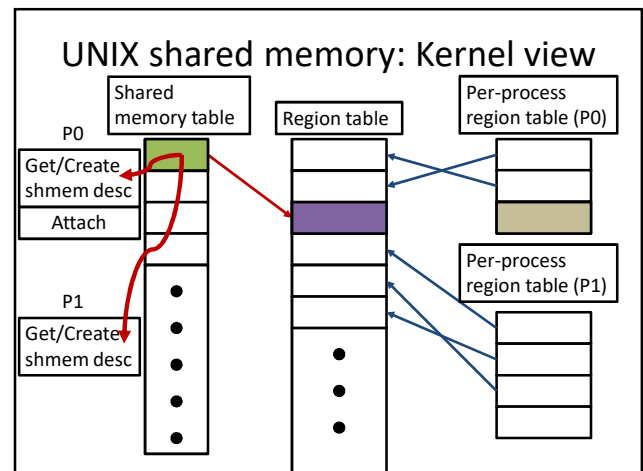 UNIX shared memory: Kernel view
Shared
memory table
Region table
Per-process
region table (P0)
P0
Get/Create
shmem desc
Attach
Per-process
region table (P1)
P1
Get/Create
shmem desc